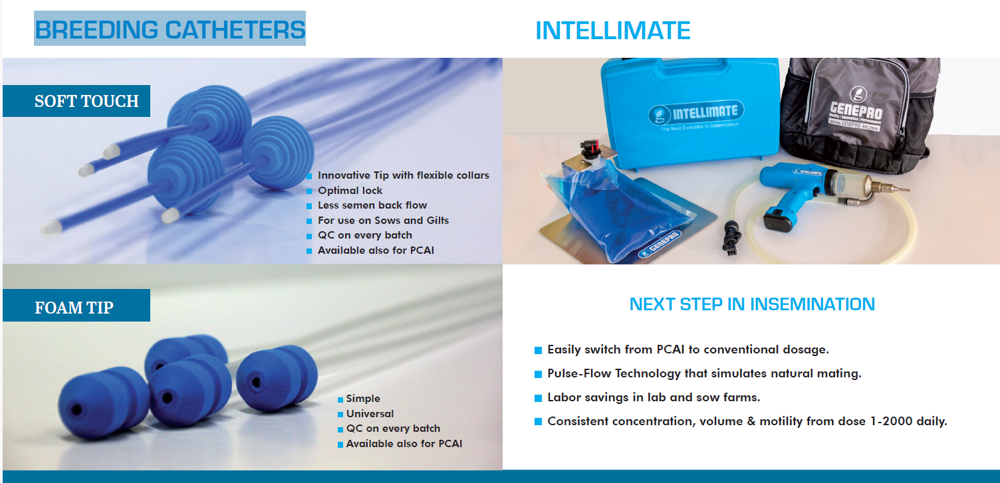 BREEDING CATHETERS
SOFT TOUCH
Innovative Tip with flexible collars
Optimal lock
Less semen back flow
For use on Sows and Gilts
QC on every batch
Available also for PCAI
FOAM TIP
Simple
Universal
QC on every batch
Available also for PCAI
INTELLIMATE
INTELLIMATE
The Next Evolution in Insemination
GENEPRO
Quality | Innovation | Performance
www.GENEPRO-Inc.com
INTELLIMATE
GENEPRO
NEXT STEP IN INSEMINATION
Easily switch from PCAI to conventional dosage.
Pulse-Flow Technology that simulates natural mating.
Labor savings in lab and sow farms.
Consistent concentration, volume & motility from dose 1-2000 daily.